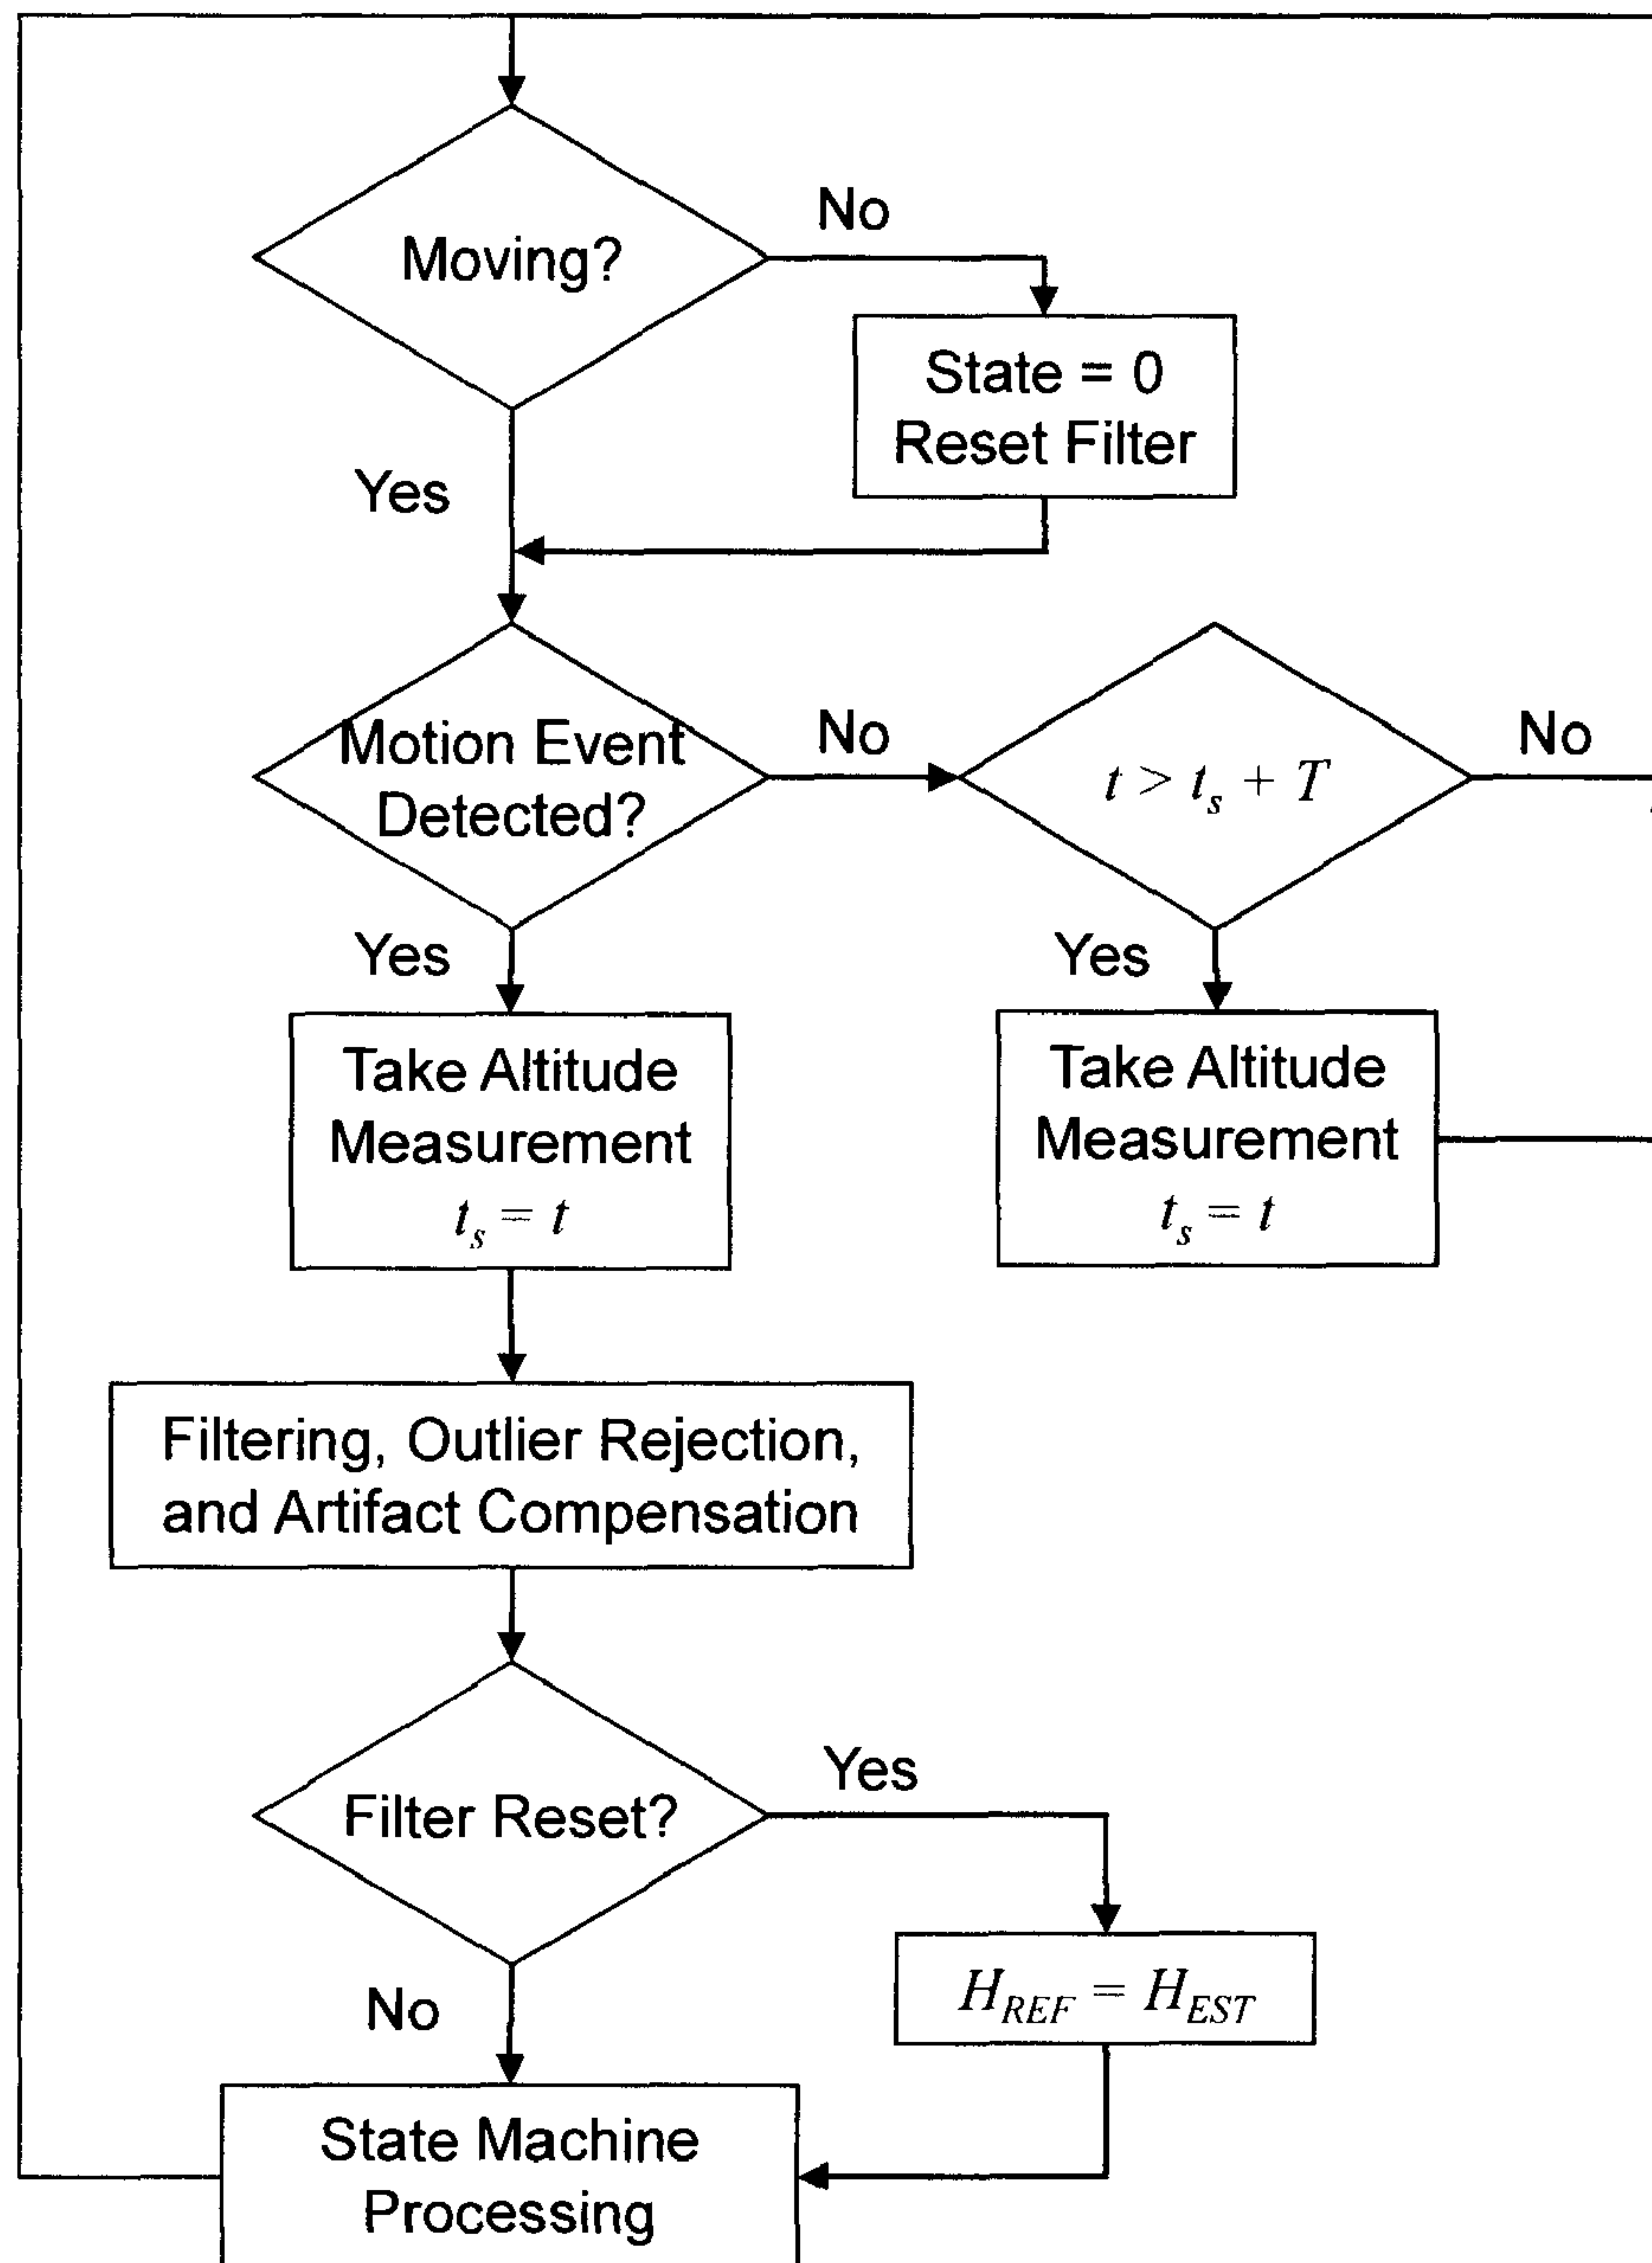 Moving?
No
State = 0
Reset Filter
Yes
Motion Event
Detected?
No
t > t_s + T
No
Yes
Take Altitude
Measurement
t_s = t
Yes
Take Altitude
Measurement
t_s = t
Filtering, Outlier Rejection,
and Artifact Compensation
Filter Reset?
Yes
H_REF = H_EST
No
State Machine
Processing